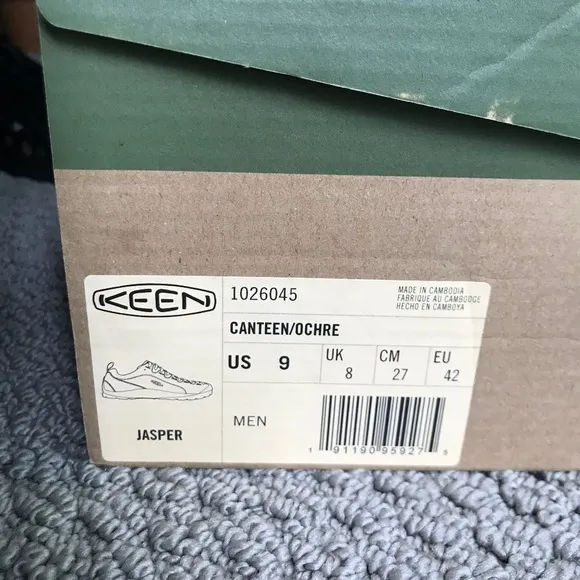 KEEN
1026045
MADE IN CAMBODIA
FABRIQUE AU CAMBODGE
HECHO EN CAMBOYA
CANTEEN/OCHRE
US 9
UK 8
CM 27
EU 42
JASPER
MEN
1 91190 95927 5